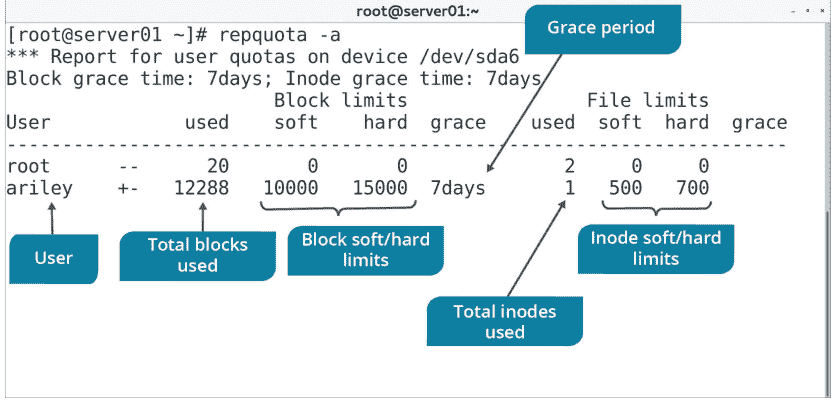 root@server01:~
[root@server01 ~]# repquota -a
Grace period
*** Report for user quotas on device /dev/sda6
Block grace time: 7days; Inode grace time: 7days
Block limits File limits
User used soft hard grace used soft hard grace
----------------------------------------------------------------------
root -- 20 0 0 2 0 0
ariley +- 12288 10000 15000 7days 1 500 700
User
Total blocks
used
Block soft/hard
limits
Inode soft/hard
limits
Total inodes
used